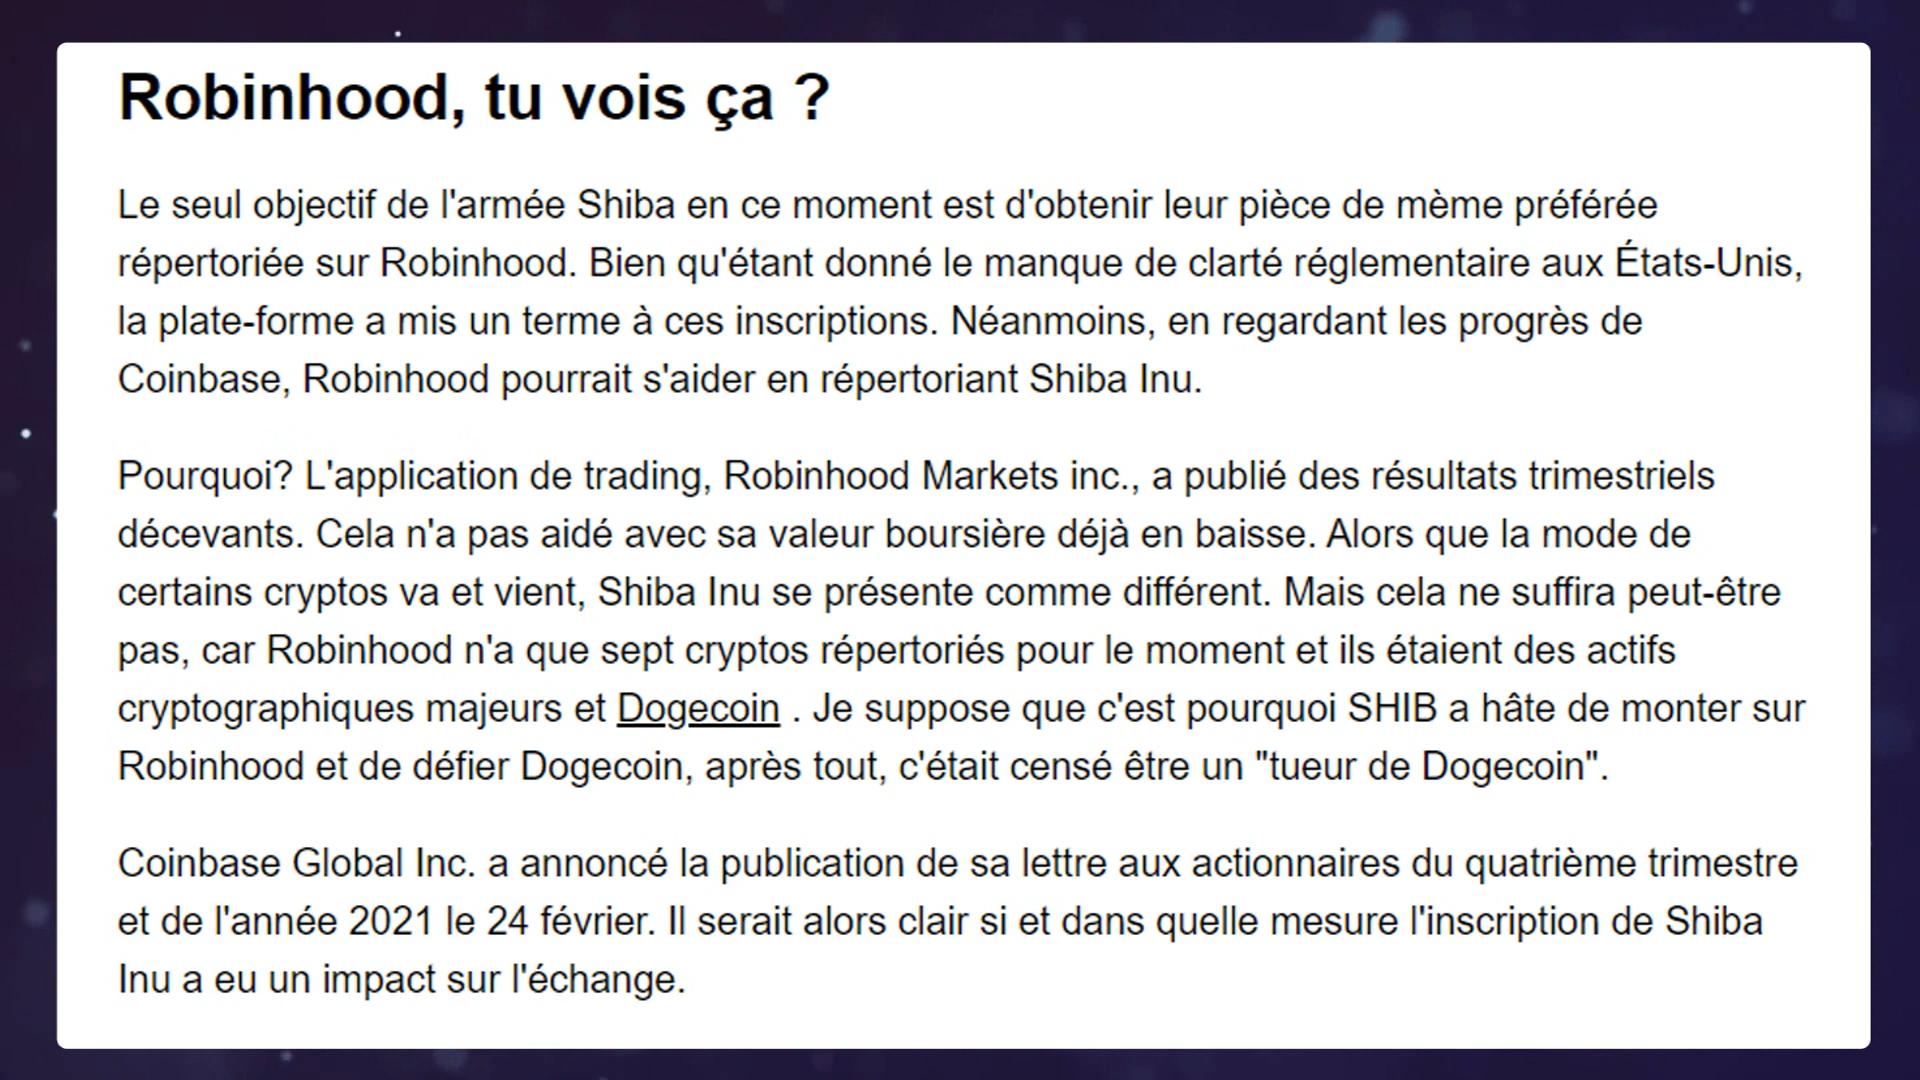 Robinhood, tu vois ça ?
Le seul objectif de l'armée Shiba en ce moment est d'obtenir leur pièce de mème préférée
répertoriée sur Robinhood. Bien qu'étant donné le manque de clarté réglementaire aux États-Unis,
la plate-forme a mis un terme à ces inscriptions. Néanmoins, en regardant les progrès de
Coinbase, Robinhood pourrait s'aider en répertoriant Shiba Inu.
Pourquoi? L'application de trading, Robinhood Markets inc., a publié des résultats trimestriels
décevants. Cela n'a pas aidé avec sa valeur boursière déjà en baisse. Alors que la mode de
certains cryptos va et vient, Shiba Inu se présente comme différent. Mais cela ne suffira peut-être
pas, car Robinhood n'a que sept cryptos répertoriés pour le moment et ils étaient des actifs
cryptographiques majeurs et Dogecoin . Je suppose que c'est pourquoi SHIB a hâte de monter sur
Robinhood et de défier Dogecoin, après tout, c'était censé être un "tueur de Dogecoin".
Coinbase Global Inc. a annoncé la publication de sa lettre aux actionnaires du quatrième trimestre
et de l'année 2021 le 24 février. Il serait alors clair si et dans quelle mesure l'inscription de Shiba
Inu a eu un impact sur l'échange.